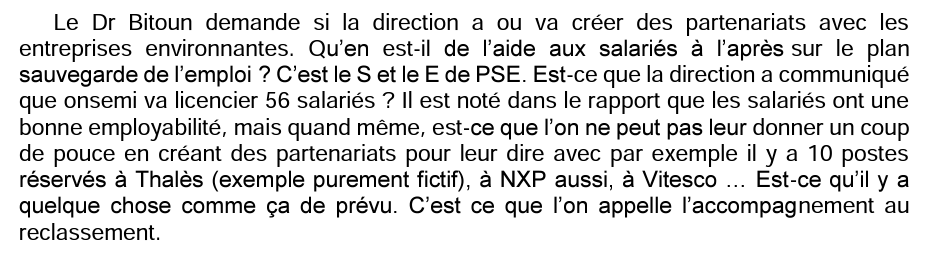 Le Dr Bitoun demande si la direction a ou va créer des partenariats avec les
entreprises environnantes. Qu'en est-il de l'aide aux salariés à l'après sur le plan
sauvegarde de l'emploi ? C'est le S et le E de PSE. Est-ce que la direction a communiqué
que onsemi va licencier 56 salariés ? Il est noté dans le rapport que les salariés ont une
bonne employabilité, mais quand même, est-ce que l'on ne peut pas leur donner un coup
de pouce en créant des partenariats pour leur dire avec par exemple il y a 10 postes
réservés à Thalès (exemple purement fictif), à NXP aussi, à Vitesco … Est-ce qu'il y a
quelque chose comme ça de prévu. C'est ce que l'on appelle l'accompagnement au
reclassement.